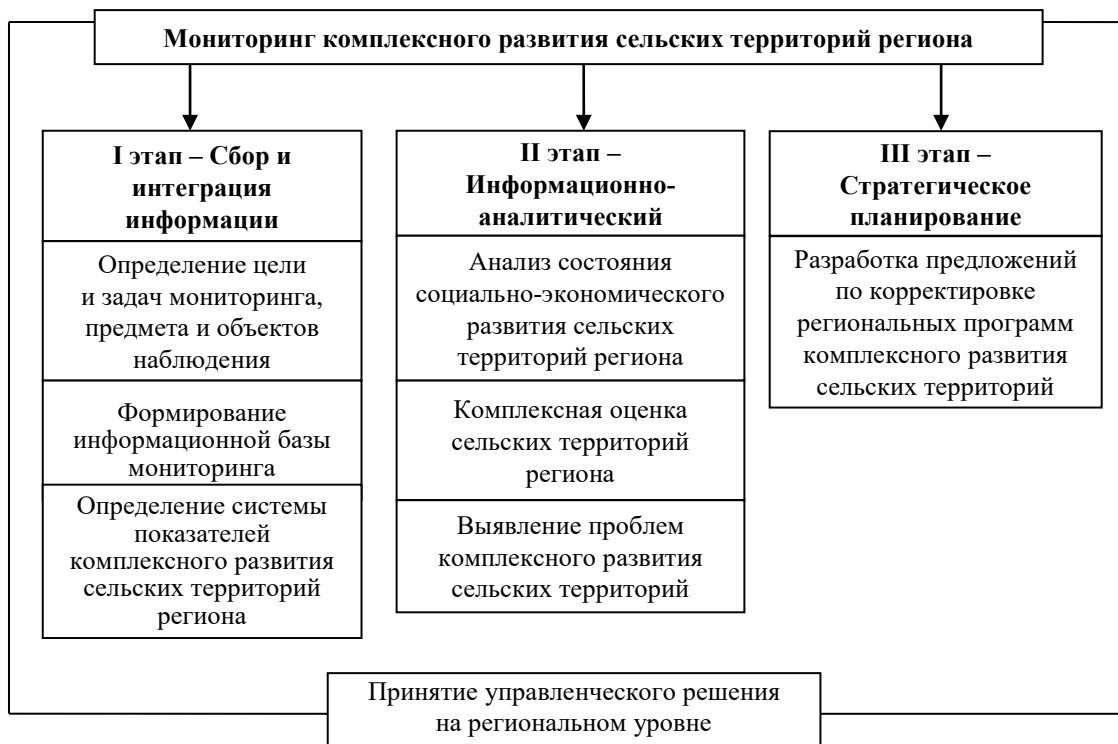 Мониторинг комплексного развития сельских территорий региона
I этап – Сбор и
интеграция
информации
Определение цели
и задач мониторинга,
предмета и объектов
наблюдения
Формирование
информационной базы
мониторинга
Определение системы
показателей
комплексного развития
сельских территорий
региона
II этап –
Информационно-
аналитический
Анализ состояния
социально-экономического
развития сельских
территорий региона
Комплексная оценка
сельских территорий
региона
Выявление проблем
комплексного развития
сельских территорий
III этап –
Стратегическое
планирование
Разработка предложений
по корректировке
региональных программ
комплексного развития
сельских территорий
Принятие управленческого решения
на региональном уровне